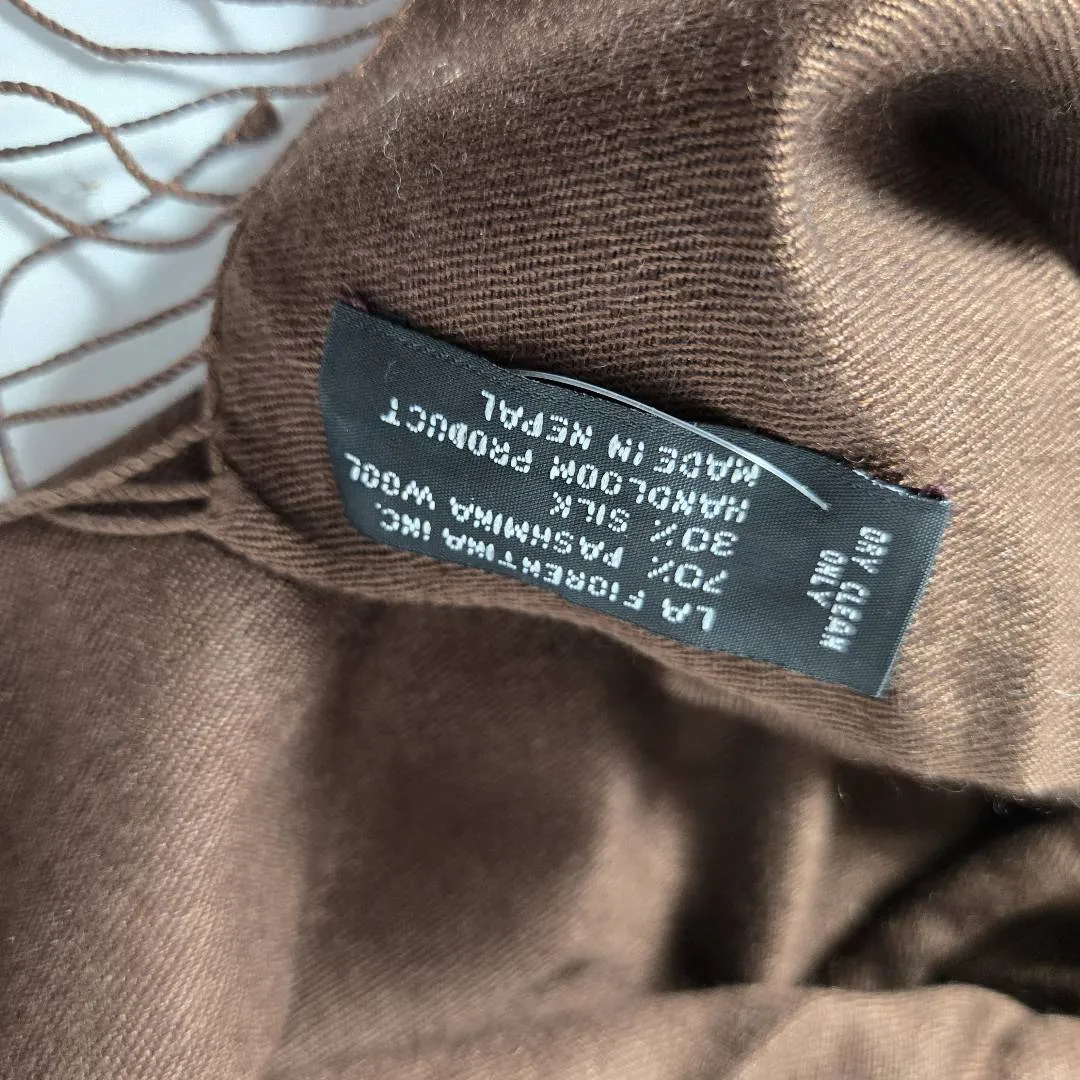 LA FIORENTINA INC.
70% PASHMINA WOOL
30% SILK
HANDLOOM PRODUCT
MADE IN NEPAL
DRY CLEAN
ONLY